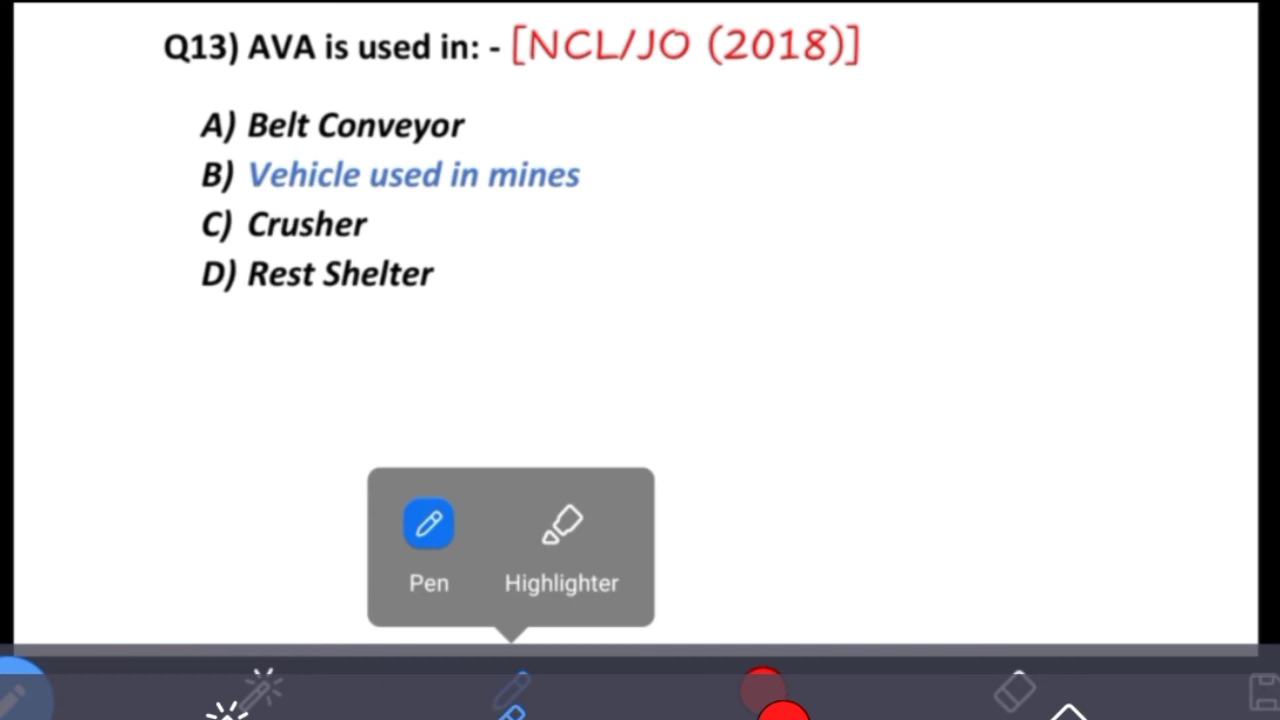 Q13) AVA is used in: - [NCL/JO (2018)]
A) Belt Conveyor
B) Vehicle used in mines
C) Crusher
D) Rest Shelter
Pen
Highlighter